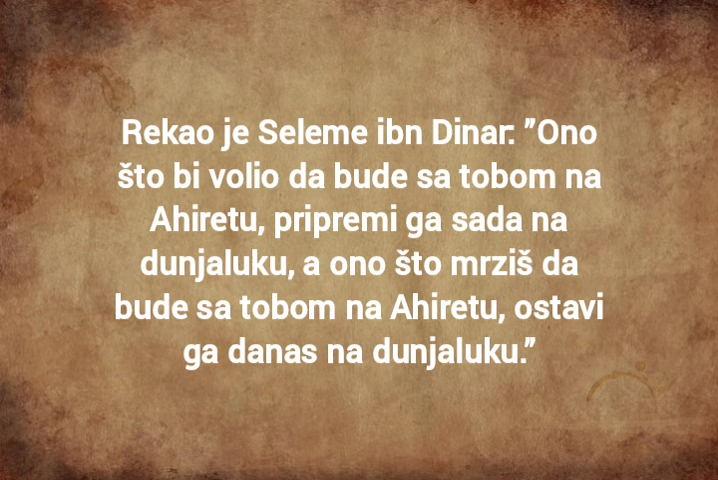 Rekao je Seleme ibn Dinar: ”Ono
što bi volio da bude sa tobom na
Ahiretu, pripremi ga sada na
dunjaluku, a ono što mrziš da
bude sa tobom na Ahiretu, ostavi
ga danas na dunjaluku.”